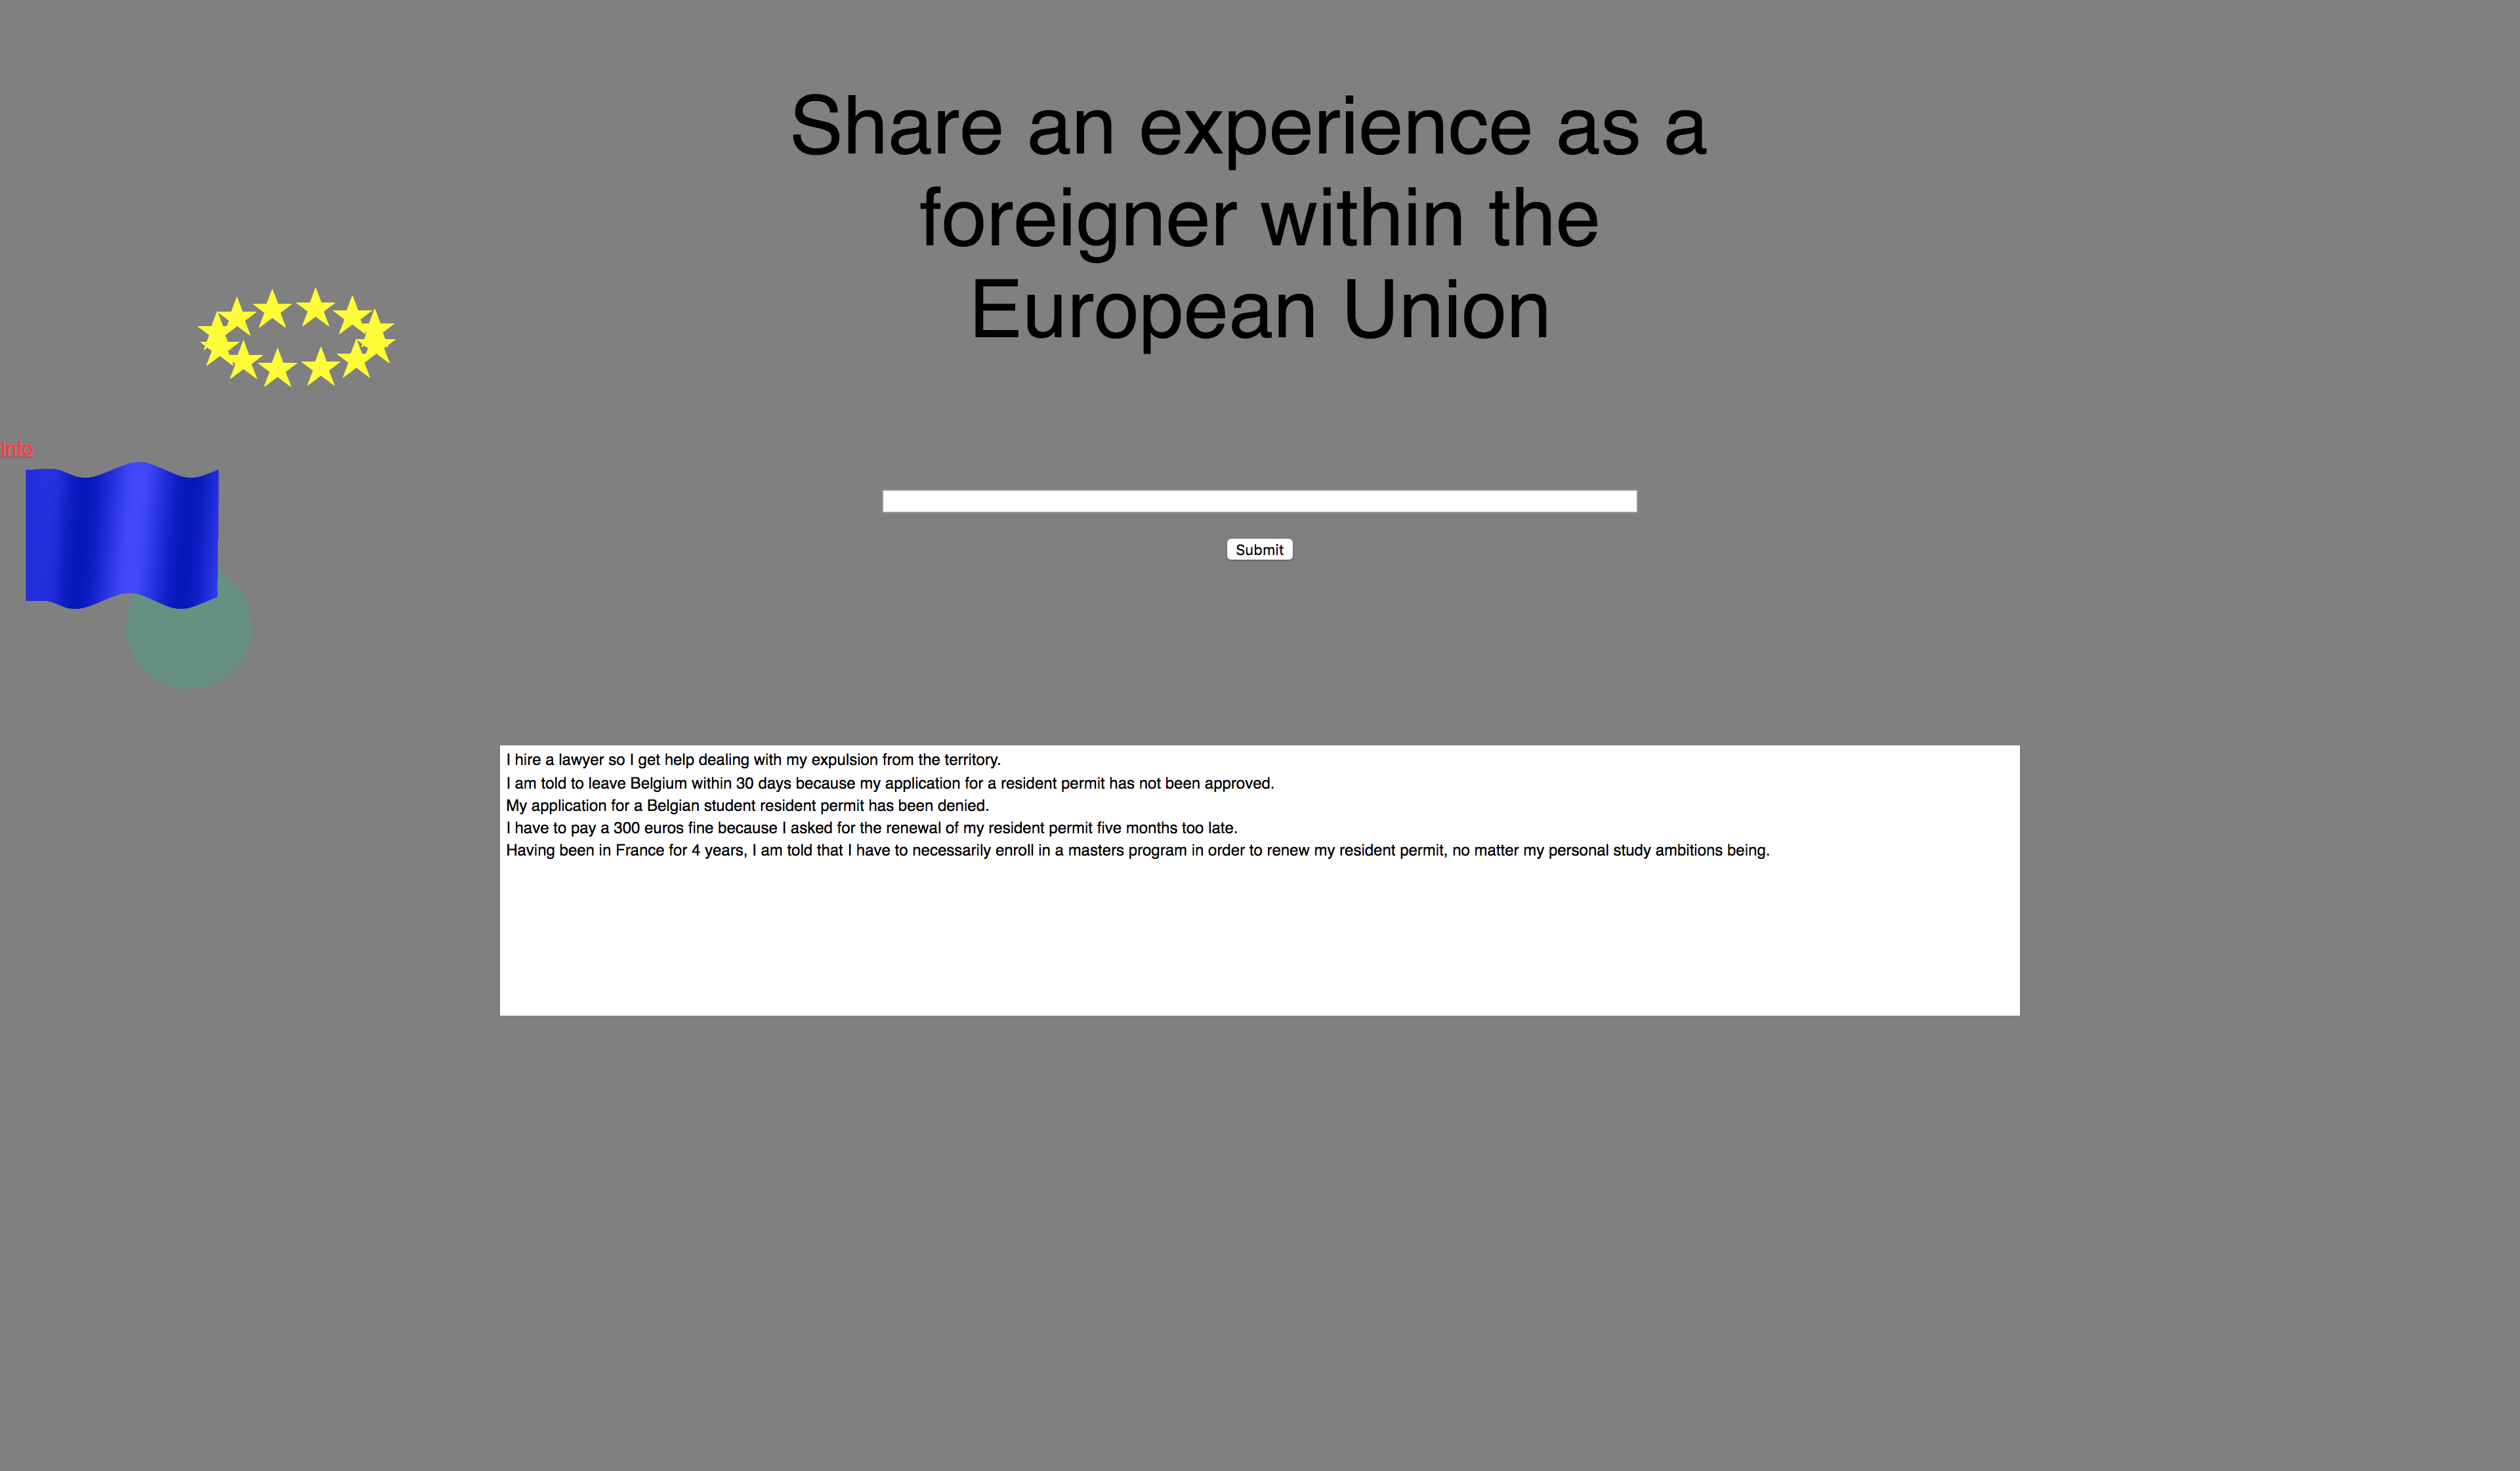 Share an experience as a
foreigner within the
European Union
info
Submit
I hire a lawyer so I get help dealing with my expulsion from the territory.
I am told to leave Belgium within 30 days because my application for a resident permit has not been approved.
My application for a Belgian student resident permit has been denied.
I have to pay a 300 euros fine because I asked for the renewal of my resident permit five months too late.
Having been in France for 4 years, I am told that I have to necessarily enroll in a masters program in order to renew my resident permit, no matter my personal study ambitions being.